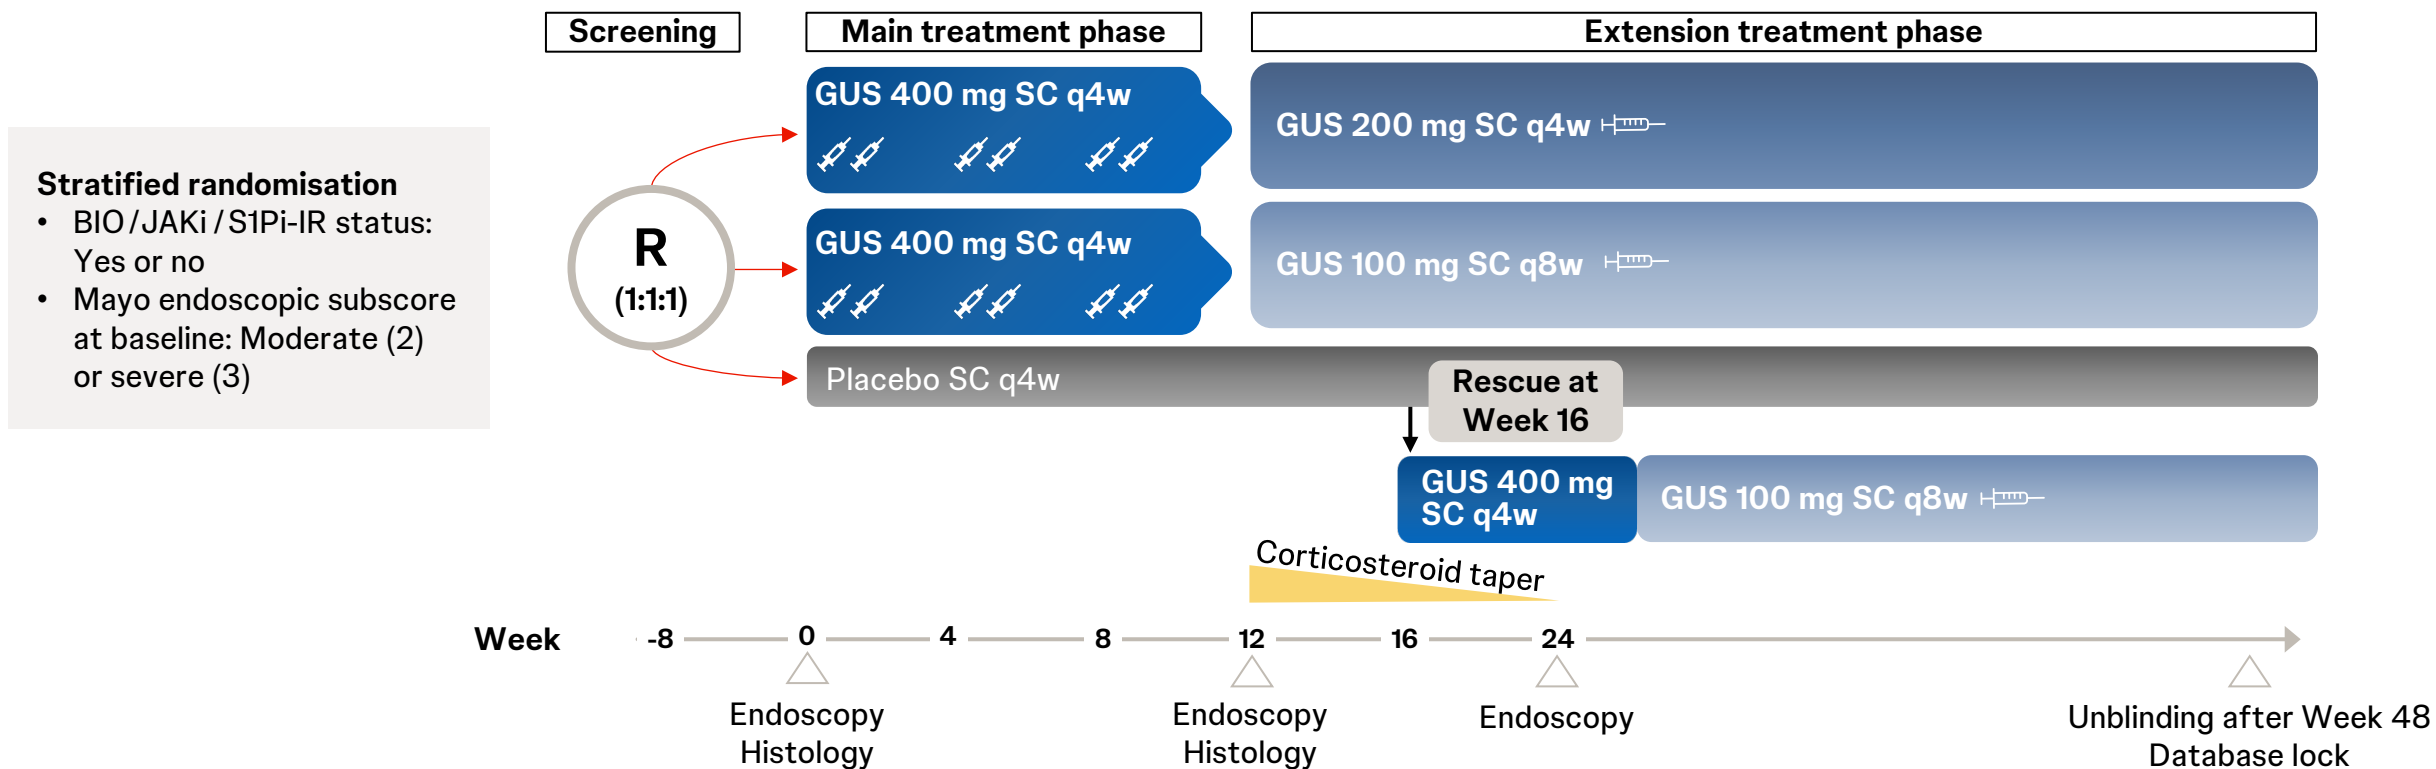 Screening
Main treatment phase
Extension treatment phase
GUS 400 mg SC q4w
GUS 200 mg SC q4w
Stratified randomisation
• BIO/JAKi/S1Pi-IR status:
Yes or no
• Mayo endoscopic subscore
at baseline: Moderate (2)
or severe (3)
R
(1:1:1)
GUS 400 mg SC q4w
GUS 100 mg SC q8w
Placebo SC q4w
Rescue at
Week 16
GUS 400 mg
SC q4w
GUS 100 mg SC q8w
Corticosteroid taper
Week -8 0 4 8 12 16 24
Endoscopy
Histology
Endoscopy
Histology
Endoscopy
Unblinding after Week 48
Database lock